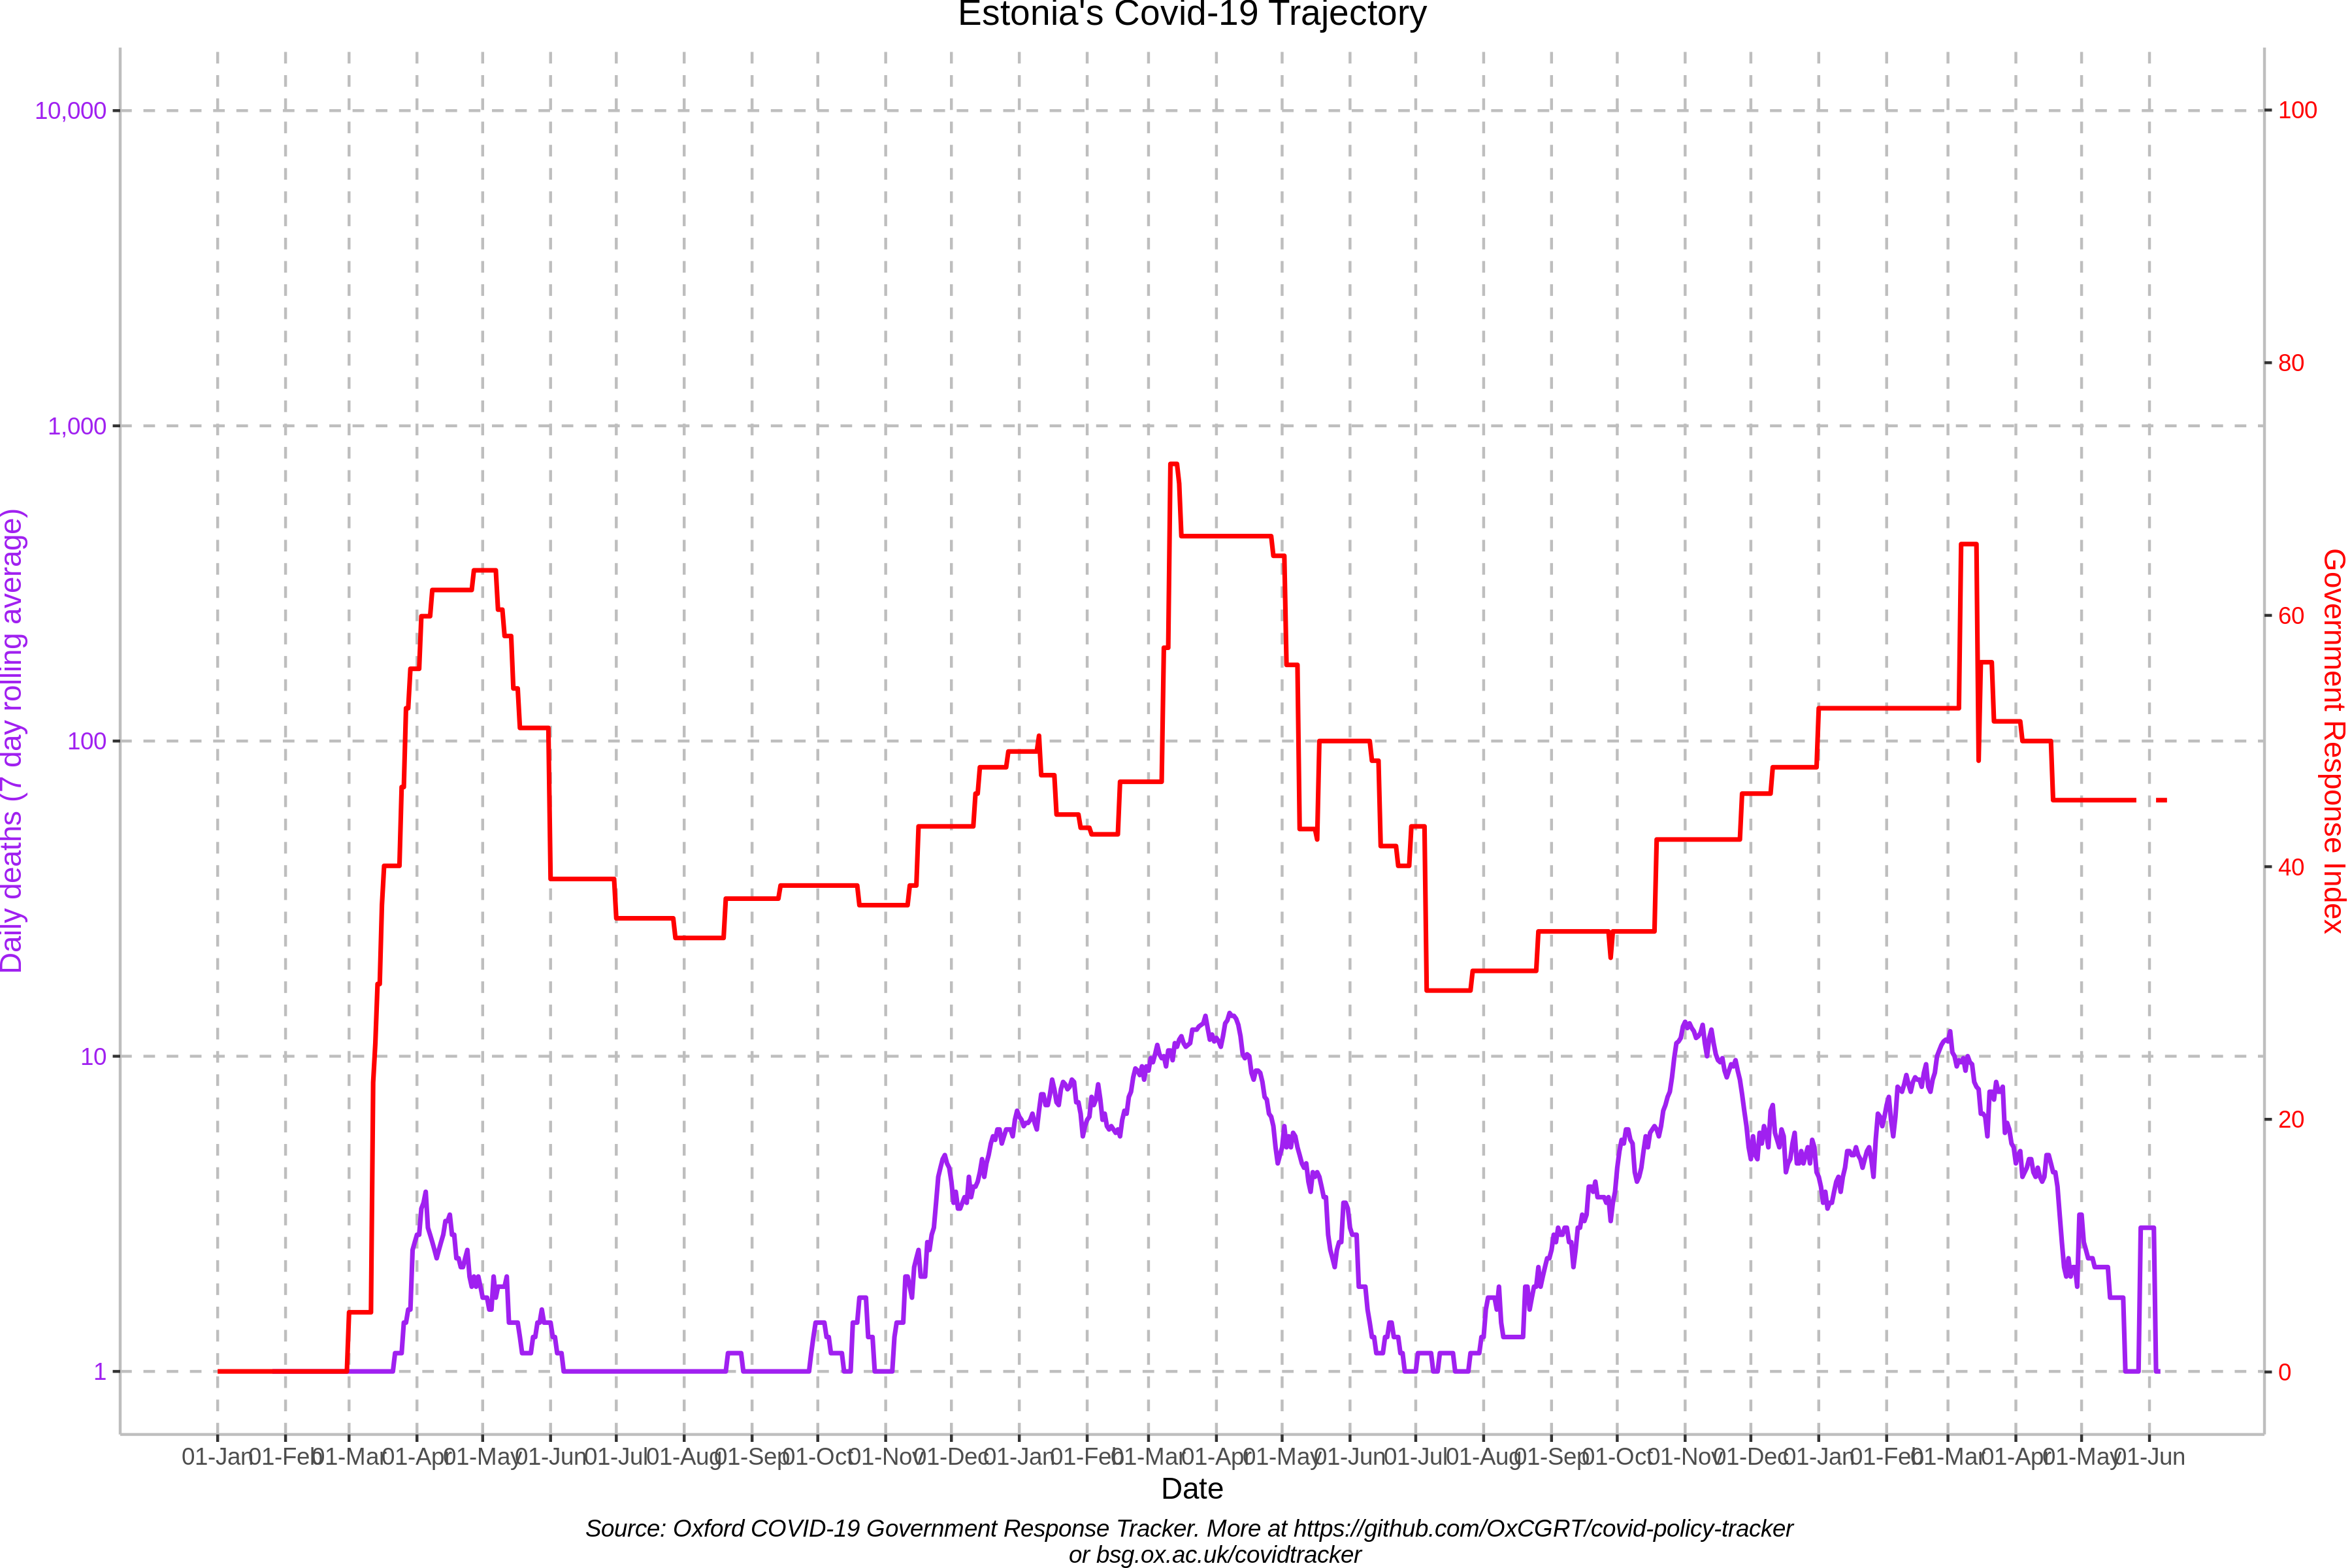 Estonia's Covid-19 Trajectory
10,000
1,000
100
10
1
Daily deaths (7 day rolling average)
100
80
60
40
20
0
Government Response Index
01-Jan 01-Feb 01-Mar 01-Apr 01-May 01-Jun 01-Jul 01-Aug 01-Sep 01-Oct 01-Nov 01-Dec 01-Jan 01-Feb 01-Mar 01-Apr 01-May 01-Jun 01-Jul 01-Aug 01-Sep 01-Oct 01-Nov 01-Dec 01-Jan 01-Feb 01-Mar 01-Apr 01-May 01-Jun
Date
Source: Oxford COVID-19 Government Response Tracker. More at https://github.com/OxCGRT/covid-policy-tracker
or bsg.ox.ac.uk/covidtracker